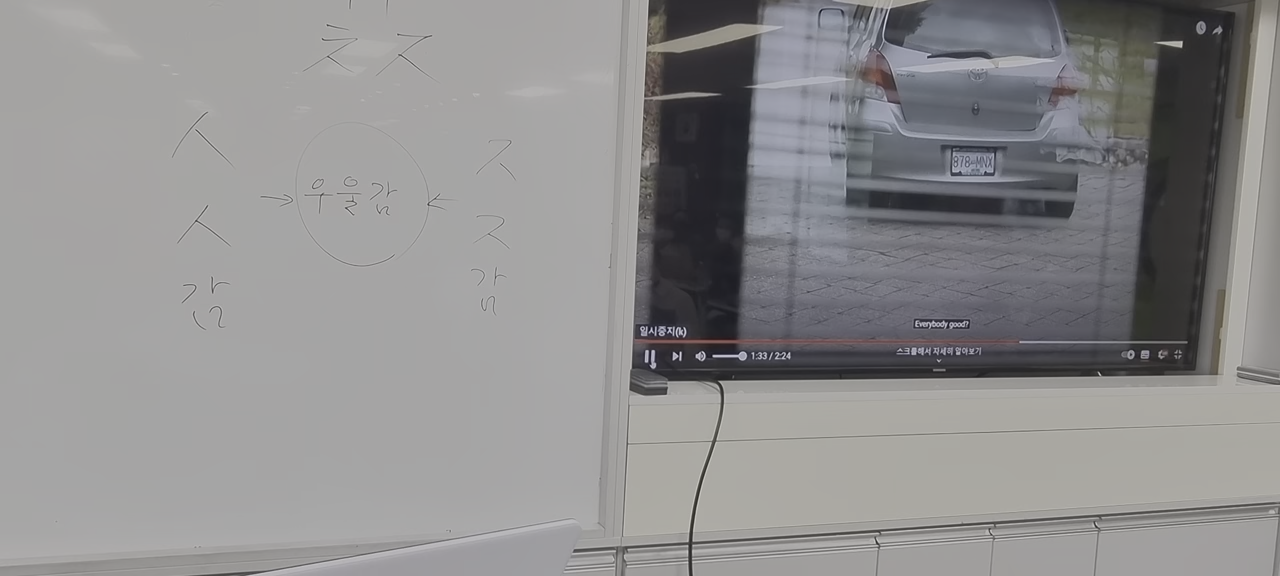 ㅊ ㅈ
ㅅ
ㅅ
감
우울감
ㅈ
ㅈ
감
878 MNX
Everybody good?
일시중지(k)
1:33 / 2:24
스크롤해서 자세히 알아보기